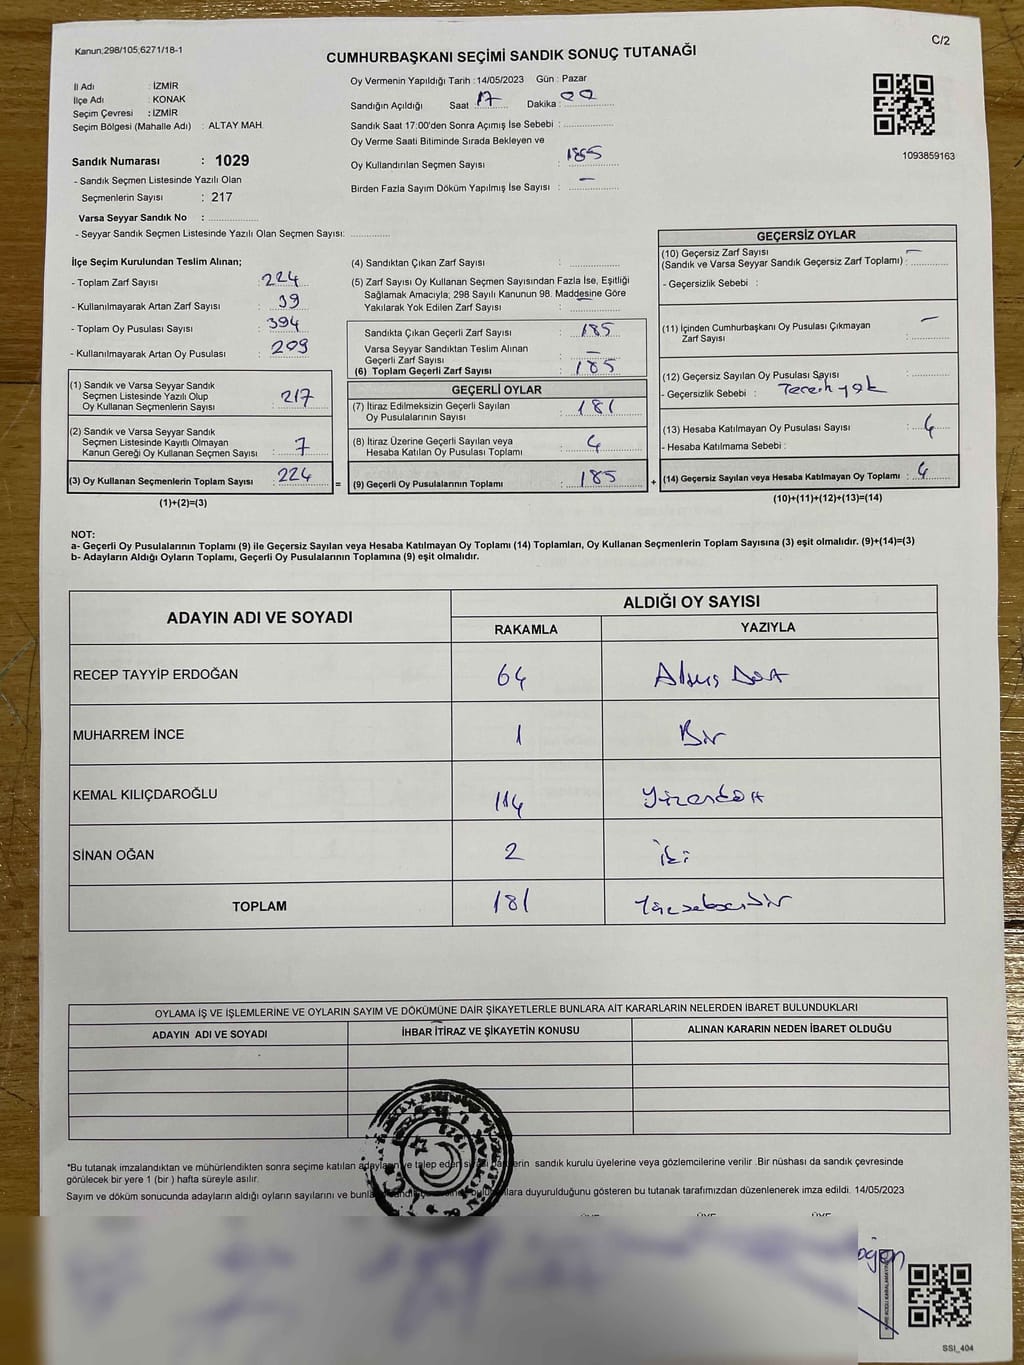 Kanun:298/105;6271/18-1
C/2
CUMHURBAŞKANI SEÇİMİ SANDIK SONUÇ TUTANAĞI
İl Adı : İZMİR
İlçe Adı : KONAK
Seçim Çevresi : İZMİR
Seçim Bölgesi (Mahalle Adı) : ALTAY MAH.
Oy Vermenin Yapıldığı Tarih : 14/05/2023 Gün : Pazar
Sandığın Açıldığı Saat : 17 Dakika : 00
Sandık Saat 17:00'den Sonra Açımış İse Sebebi :
Oy Verme Saati Bitiminde Sırada Bekleyen ve
Oy Kullandırılan Seçmen Sayısı : 185
Birden Fazla Sayım Döküm Yapılmış İse Sayısı : –
1093859163
Sandık Numarası : 1029
- Sandık Seçmen Listesinde Yazılı Olan
Seçmenlerin Sayısı : 217
Varsa Seyyar Sandık No :
- Seyyar Sandık Seçmen Listesinde Yazılı Olan Seçmen Sayısı:
İlçe Seçim Kurulundan Teslim Alınan;
- Toplam Zarf Sayısı : 224
- Kullanılmayarak Artan Zarf Sayısı : 39
- Toplam Oy Pusulası Sayısı : 394
- Kullanılmayarak Artan Oy Pusulası : 209
(1) Sandık ve Varsa Seyyar Sandık
Seçmen Listesinde Yazılı Olup
Oy Kullanan Seçmenlerin Sayısı : 217
(2) Sandık ve Varsa Seyyar Sandık
Seçmen Listesinde Kayıtlı Olmayan
Kanun Gereği Oy Kullanan Seçmen Sayısı : 7
(3) Oy Kullanan Seçmenlerin Toplam Sayısı : 224
(1)+(2)=(3)
=
(4) Sandıktan Çıkan Zarf Sayısı :
(5) Zarf Sayısı Oy Kullanan Seçmen Sayısından Fazla İse, Eşitliği
Sağlamak Amacıyla; 298 Sayılı Kanunun 98. Maddesine Göre
Yakılarak Yok Edilen Zarf Sayısı : –
Sandıkta Çıkan Geçerli Zarf Sayısı : 185
Varsa Seyyar Sandıktan Teslim Alınan
Geçerli Zarf Sayısı : –
(6) Toplam Geçerli Zarf Sayısı : 185
GEÇERLİ OYLAR
(7) İtiraz Edilmeksizin Geçerli Sayılan
Oy Pusulalarının Sayısı : 181
(8) İtiraz Üzerine Geçerli Sayılan veya
Hesaba Katılan Oy Pusulası Toplamı : 4
(9) Geçerli Oy Pusulalarının Toplamı : 185
+
GEÇERSİZ OYLAR
(10) Geçersiz Zarf Sayısı
(Sandık ve Varsa Seyyar Sandık Geçersiz Zarf Toplamı) : –
- Geçersizlik Sebebi :
(11) İçinden Cumhurbaşkanı Oy Pusulası Çıkmayan
Zarf Sayısı : –
(12) Geçersiz Sayılan Oy Pusulası Sayısı :
- Geçersizlik Sebebi : Tercih yok
(13) Hesaba Katılmayan Oy Pusulası Sayısı : 4
- Hesaba Katılmama Sebebi :
(14) Geçersiz Sayılan veya Hesaba Katılmayan Oy Toplamı : 4
(10)+(11)+(12)+(13)=(14)
NOT:
a- Geçerli Oy Pusulalarının Toplamı (9) ile Geçersiz Sayılan veya Hesaba Katılmayan Oy Toplamı (14) Toplamları, Oy Kullanan Seçmenlerin Toplam Sayısına (3) eşit olmalıdır. (9)+(14)=(3)
b- Adayların Aldığı Oyların Toplamı, Geçerli Oy Pusulalarının Toplamına (9) eşit olmalıdır.
ADAYIN ADI VE SOYADI ALDIĞI OY SAYISI
RAKAMLA YAZIYLA
RECEP TAYYİP ERDOĞAN 64 Altmış Dört
MUHARREM İNCE 1 Bir
KEMAL KILIÇDAROĞLU 114 Yüzondört
SİNAN OĞAN 2 iki
TOPLAM 181 Yüzseksenbir
OYLAMA İŞ VE İŞLEMLERİNE VE OYLARIN SAYIM VE DÖKÜMÜNE DAİR ŞİKAYETLERLE BUNLARA AİT KARARLARIN NELERDEN İBARET BULUNDUKLARI
ADAYIN ADI VE SOYADI İHBAR İTİRAZ VE ŞİKAYETİN KONUSU ALINAN KARARIN NEDEN İBARET OLDUĞU
*Bu tutanak imzalandıktan ve mühürlendikten sonra seçime katılan adayların ve talep eden sandık kurulu üyelerine veya gözlemcilerine verilir .Bir nüshası da sandık çevresinde
görülecek bir yere 1 (bir ) hafta süreyle asılır.
Sayım ve döküm sonucunda adayların aldığı oyların sayılarını ve duyurulduğunu gösteren bu tutanak tarafımızdan düzenlenerek imza edildi. 14/05/2023
ÜYE ÜYE ÜYE
SSI_404